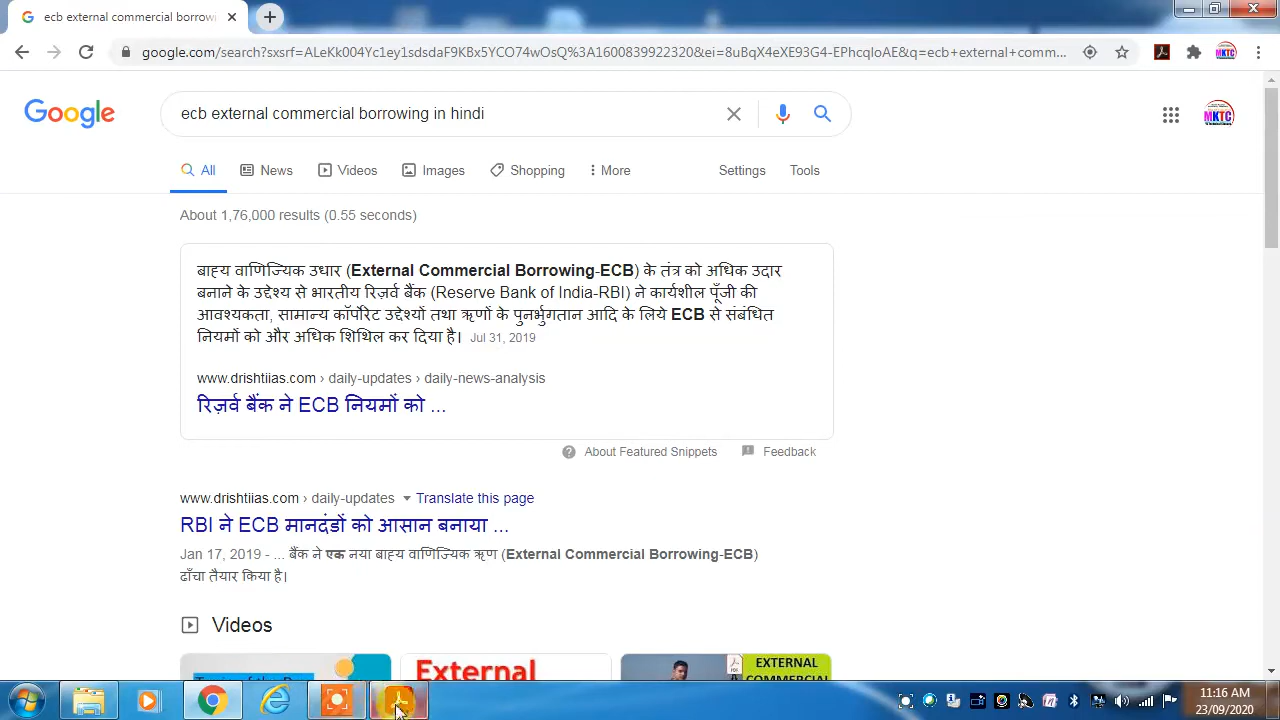 ecb external commercial borrowin
google.com/search?sxsrf=ALeKk004Yc1ey1sdsdaF9KBx5YCO74wOsQ%3A1600839922320&ei=8uBqX4eXE93G4-EPhcqIoAE&q=ecb+external+comm...
MKTC
Google
ecb external commercial borrowing in hindi
MKTC
All
News
Videos
Images
Shopping
More
Settings
Tools
About 1,76,000 results (0.55 seconds)
बाह्य वाणिज्यिक उधार (External Commercial Borrowing-ECB) के तंत्र को अधिक उदार
बनाने के उद्देश्य से भारतीय रिज़र्व बैंक (Reserve Bank of India-RBI) ने कार्यशील पूँजी की
आवश्यकता, सामान्य कॉर्पोरेट उद्देश्यों तथा ऋणों के पुनर्भुगतान आदि के लिये ECB से संबंधित
नियमों को और अधिक शिथिल कर दिया है। Jul 31, 2019
www.drishtiias.com › daily-updates › daily-news-analysis
रिज़र्व बैंक ने ECB नियमों को ...
About Featured Snippets
Feedback
www.drishtiias.com › daily-updates Translate this page
RBI ने ECB मानदंडों को आसान बनाया ...
Jan 17, 2019 - ... बैंक ने एक नया बाह्य वाणिज्यिक ऋण (External Commercial Borrowing-ECB)
ढाँचा तैयार किया है।
Videos
External
EXTERNAL
COMMERCIAL
11:16 AM
23/09/2020